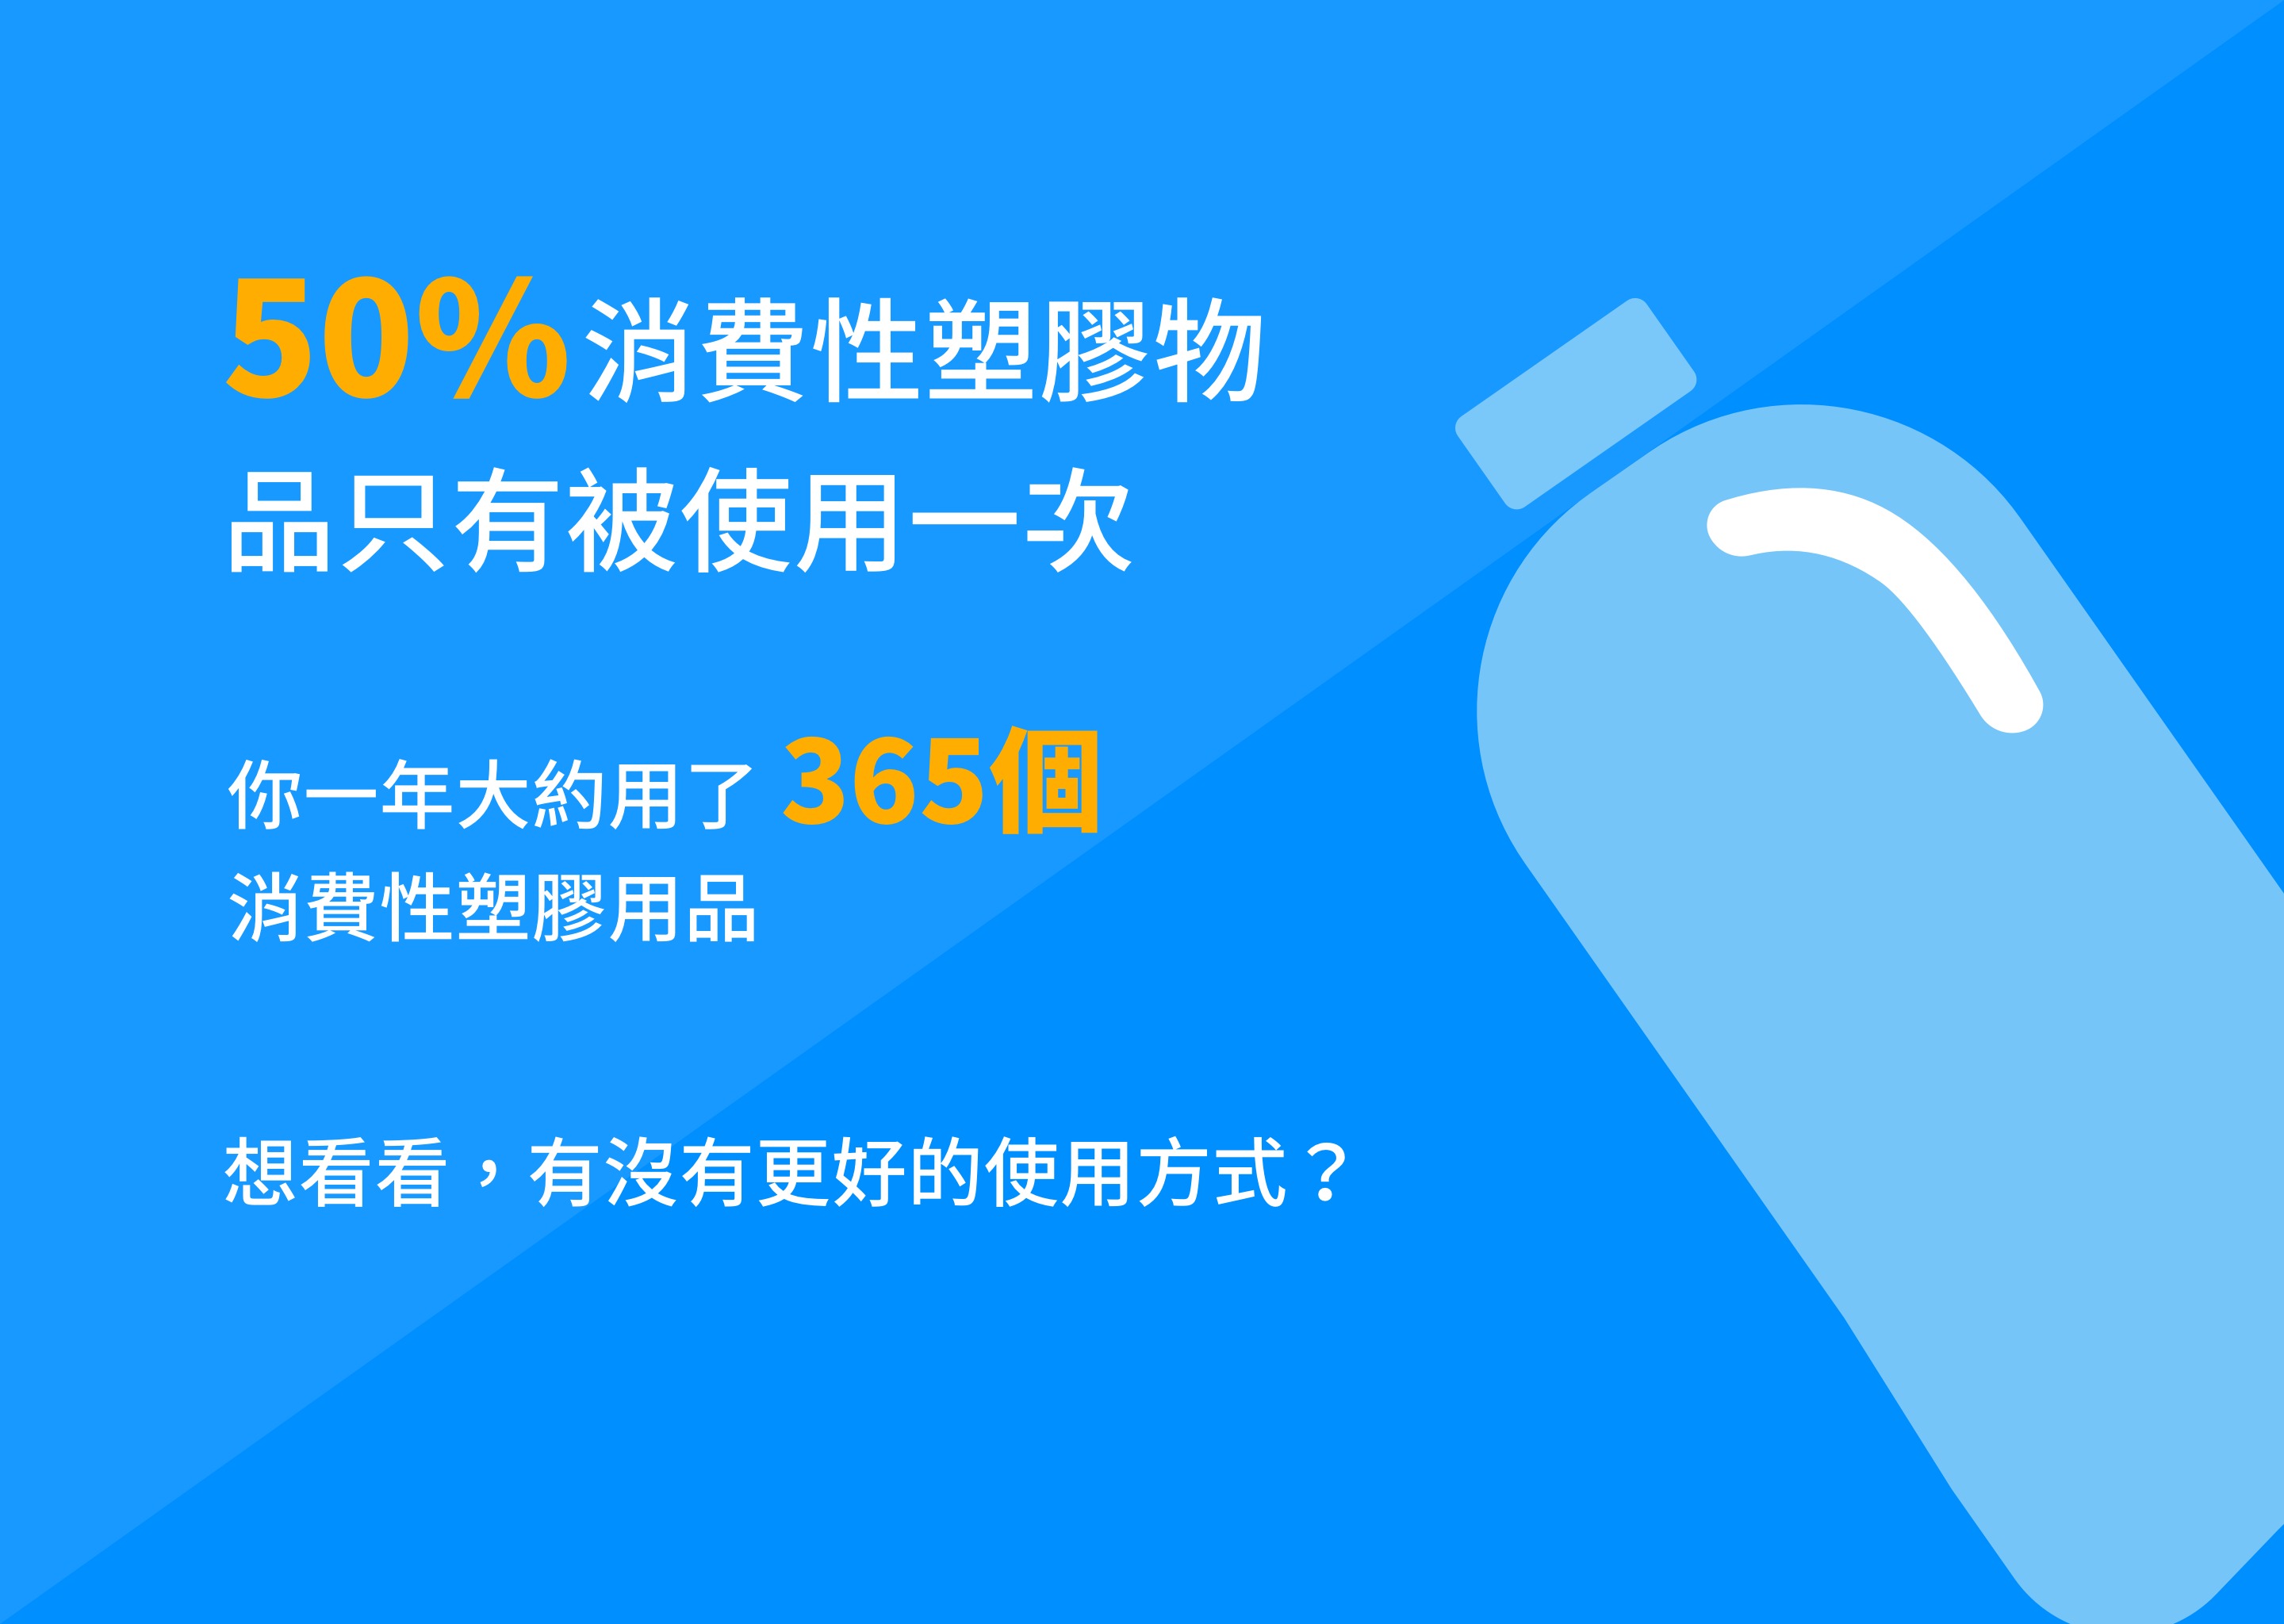 50%消費性塑膠物
品只有被使用一次
你一年大約用了 365個
消費性塑膠用品
想看看，有沒有更好的使用方式？